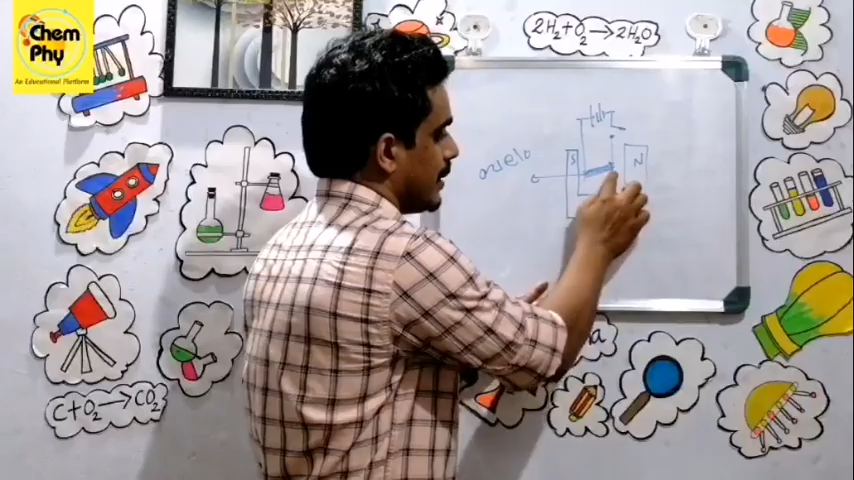 Chem
Phy
An Educational Platform
2H₂+O₂→2H₂O
S
N
C+O₂→CO₂